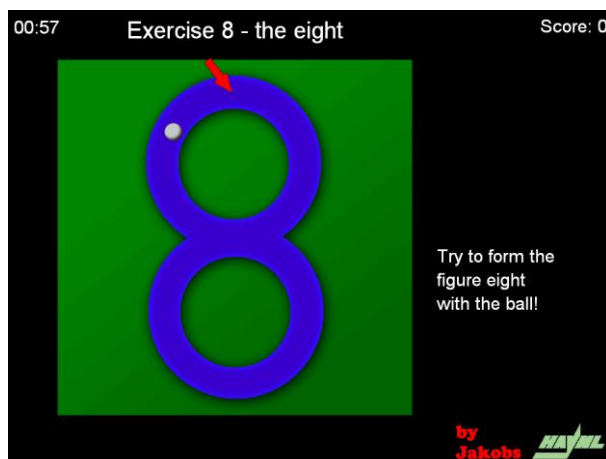 00:57
Exercise 8 - the eight
Score: 0
Try to form the
figure eight
with the ball!
by
Jakobs